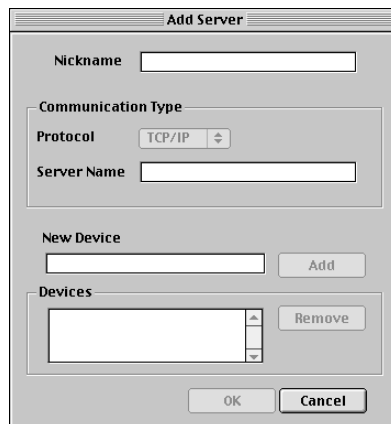 Add Server
Nickname
Communication Type
Protocol TCP/IP
Server Name
New Device
Add
Devices
Remove
OK Cancel